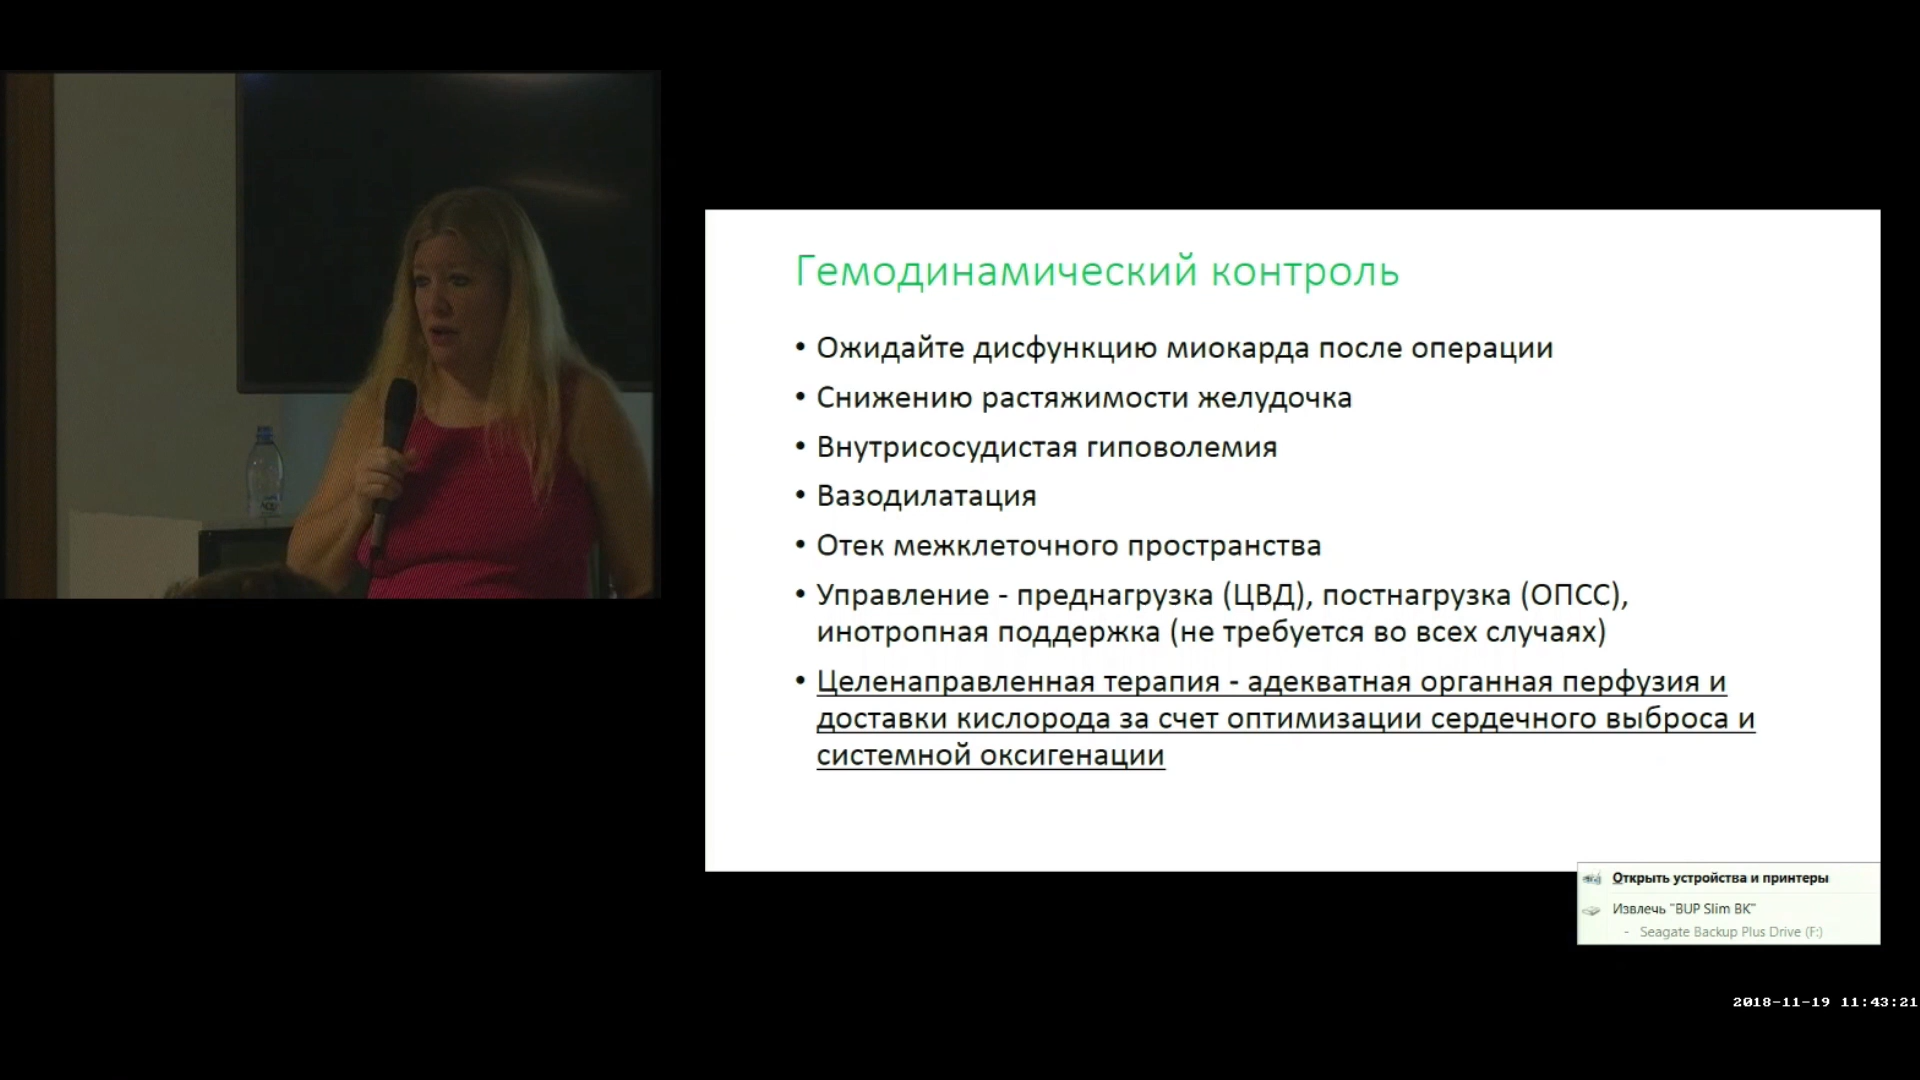 Гемодинамический контроль
• Ожидайте дисфункцию миокарда после операции
• Снижению растяжимости желудочка
• Внутрисосудистая гиповолемия
• Вазодилатация
• Отек межклеточного пространства
• Управление - преднагрузка (ЦВД), постнагрузка (ОПСС),
инотропная поддержка (не требуется во всех случаях)
• Целенаправленная терапия - адекватная органная перфузия и
доставки кислорода за счет оптимизации сердечного выброса и
системной оксигенации
Открыть устройства и принтеры
Извлечь "BUP Slim BK"
- Seagate Backup Plus Drive (F:)
2018-11-19 11:43:21